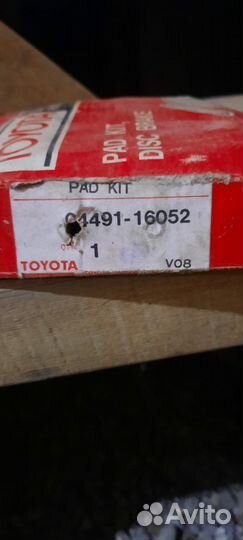 TOYOTA
PAD KIT,
DISC BRAKE
PAD KIT
04491-16052
1
TOYOTA
V08
Avito